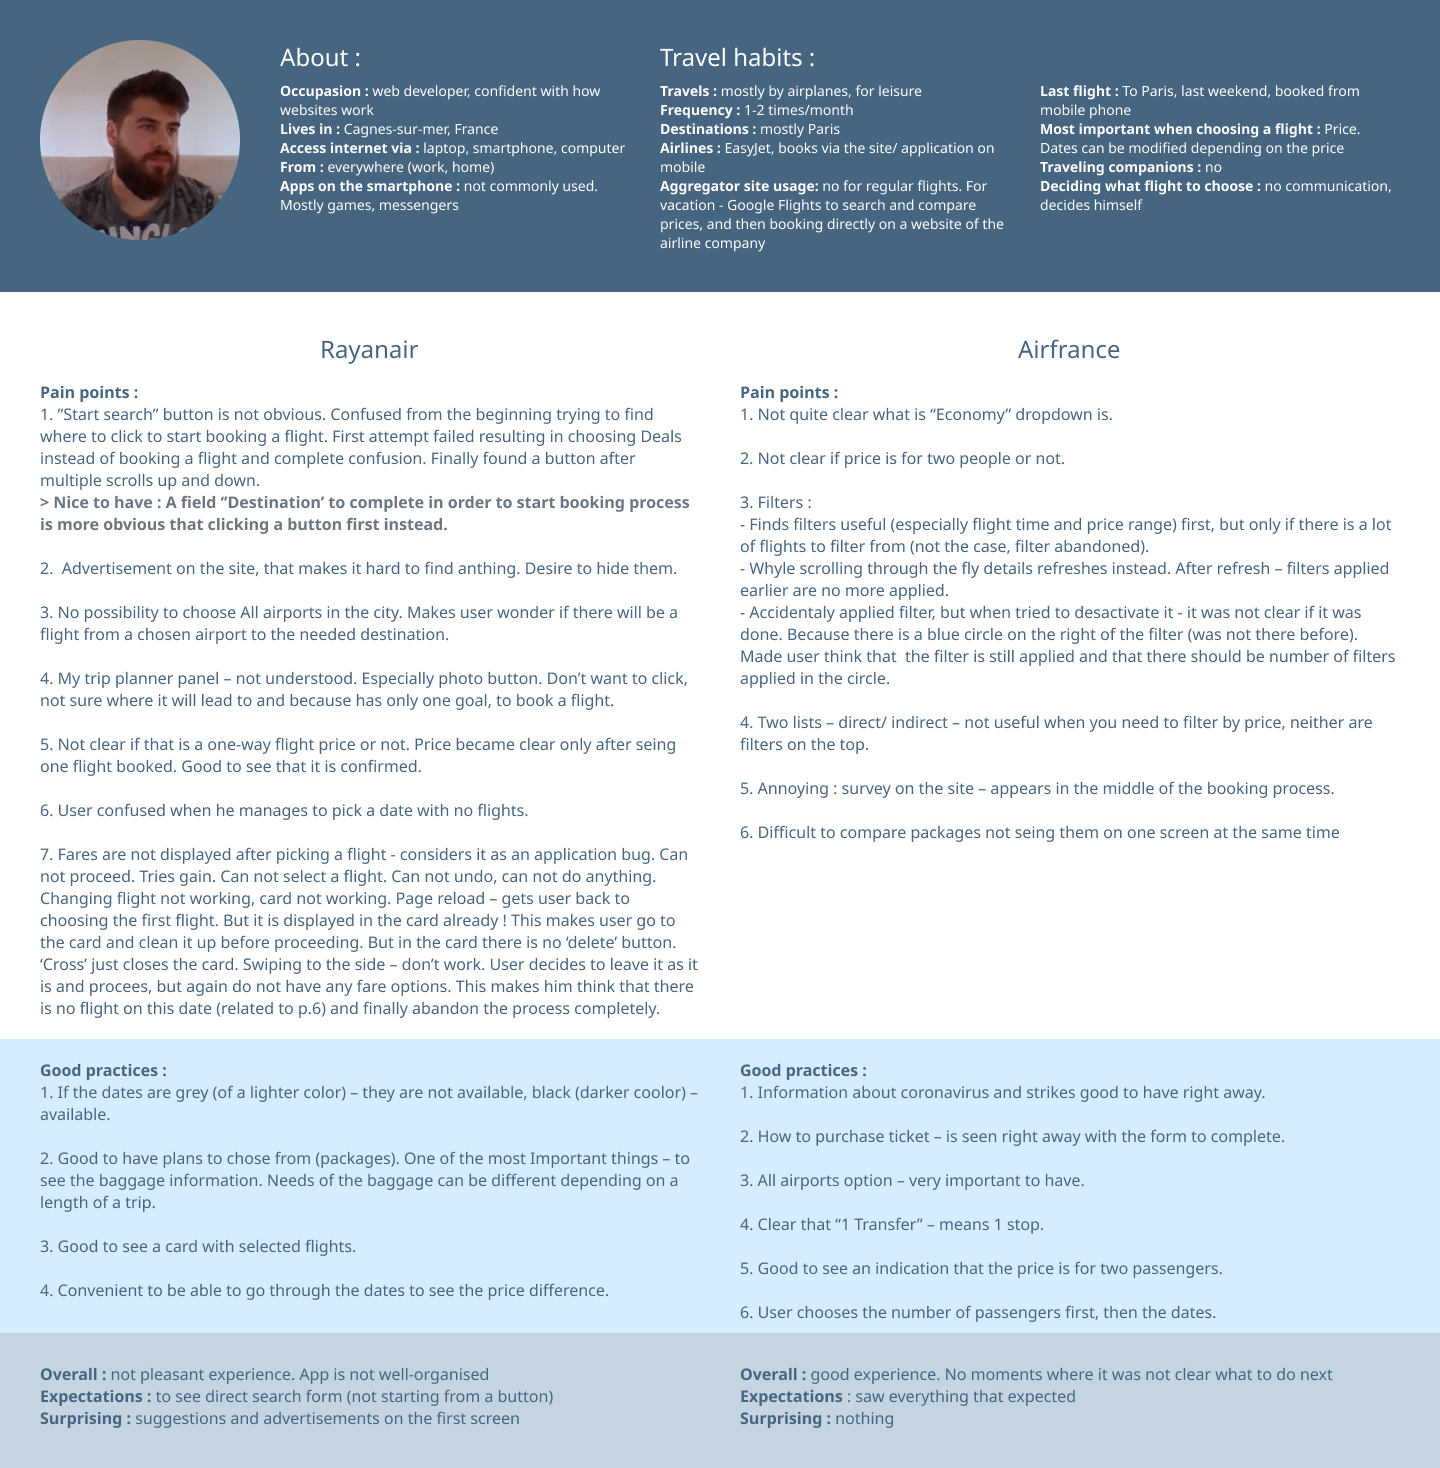 About :
Occupasion : web developer, confident with how
websites work
Lives in : Cagnes-sur-mer, France
Access internet via : laptop, smartphone, computer
From : everywhere (work, home)
Apps on the smartphone : not commonly used.
Mostly games, messengers
Travel habits :
Travels : mostly by airplanes, for leisure
Frequency : 1-2 times/month
Destinations : mostly Paris
Airlines : EasyJet, books via the site/ application on
mobile
Aggregator site usage: no for regular flights. For
vacation - Google Flights to search and compare
prices, and then booking directly on a website of the
airline company
Last flight : To Paris, last weekend, booked from
mobile phone
Most important when choosing a flight : Price.
Dates can be modified depending on the price
Traveling companions : no
Deciding what flight to choose : no communication,
decides himself
Rayanair
Pain points :
1. ”Start search” button is not obvious. Confused from the beginning trying to find
where to click to start booking a flight. First attempt failed resulting in choosing Deals
instead of booking a flight and complete confusion. Finally found a button after
multiple scrolls up and down.
> Nice to have : A field “Destination’ to complete in order to start booking process
is more obvious that clicking a button first instead.
2.  Advertisement on the site, that makes it hard to find anthing. Desire to hide them.
3. No possibility to choose All airports in the city. Makes user wonder if there will be a
flight from a chosen airport to the needed destination.
4. My trip planner panel – not understood. Especially photo button. Don’t want to click,
not sure where it will lead to and because has only one goal, to book a flight.
5. Not clear if that is a one-way flight price or not. Price became clear only after seing
one flight booked. Good to see that it is confirmed.
6. User confused when he manages to pick a date with no flights.
7. Fares are not displayed after picking a flight - considers it as an application bug. Can
not proceed. Tries gain. Can not select a flight. Can not undo, can not do anything.
Changing flight not working, card not working. Page reload – gets user back to
choosing the first flight. But it is displayed in the card already ! This makes user go to
the card and clean it up before proceeding. But in the card there is no ‘delete’ button.
‘Cross’ just closes the card. Swiping to the side – don’t work. User decides to leave it as it
is and procees, but again do not have any fare options. This makes him think that there
is no flight on this date (related to p.6) and finally abandon the process completely.
Airfrance
Pain points :
1. Not quite clear what is “Economy” dropdown is.
2. Not clear if price is for two people or not.
3. Filters :
- Finds filters useful (especially flight time and price range) first, but only if there is a lot
of flights to filter from (not the case, filter abandoned).
- Whyle scrolling through the fly details refreshes instead. After refresh – filters applied
earlier are no more applied.
- Accidentaly applied filter, but when tried to desactivate it - it was not clear if it was
done. Because there is a blue circle on the right of the filter (was not there before).
Made user think that  the filter is still applied and that there should be number of filters
applied in the circle.
4. Two lists – direct/ indirect – not useful when you need to filter by price, neither are
filters on the top.
5. Annoying : survey on the site – appears in the middle of the booking process.
6. Difficult to compare packages not seing them on one screen at the same time
Good practices :
1. If the dates are grey (of a lighter color) – they are not available, black (darker coolor) –
available.
2. Good to have plans to chose from (packages). One of the most Important things – to
see the baggage information. Needs of the baggage can be different depending on a
length of a trip.
3. Good to see a card with selected flights.
4. Convenient to be able to go through the dates to see the price difference.
Good practices :
1. Information about coronavirus and strikes good to have right away.
2. How to purchase ticket – is seen right away with the form to complete.
3. All airports option – very important to have.
4. Clear that “1 Transfer” – means 1 stop.
5. Good to see an indication that the price is for two passengers.
6. User chooses the number of passengers first, then the dates.
Overall : not pleasant experience. App is not well-organised
Expectations : to see direct search form (not starting from a button)
Surprising : suggestions and advertisements on the first screen
Overall : good experience. No moments where it was not clear what to do next
Expectations : saw everything that expected
Surprising : nothing